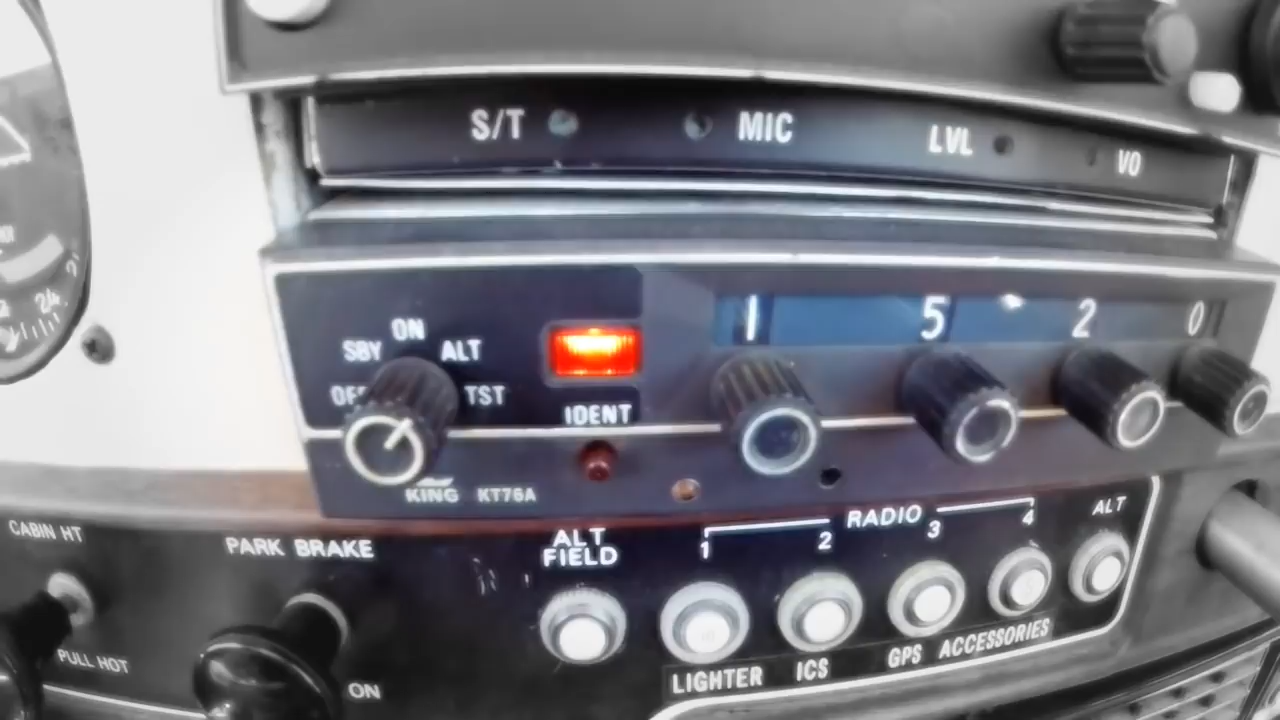 S/T MIC LVL VO
1 5 2 0
ON
SBY ALT
OFF TST
IDENT
KING KT76A
24
CABIN HT
PULL HOT
PARK BRAKE
ON
ALT
FIELD
RADIO
1 2 3 4
ALT
LIGHTER ICS GPS ACCESSORIES